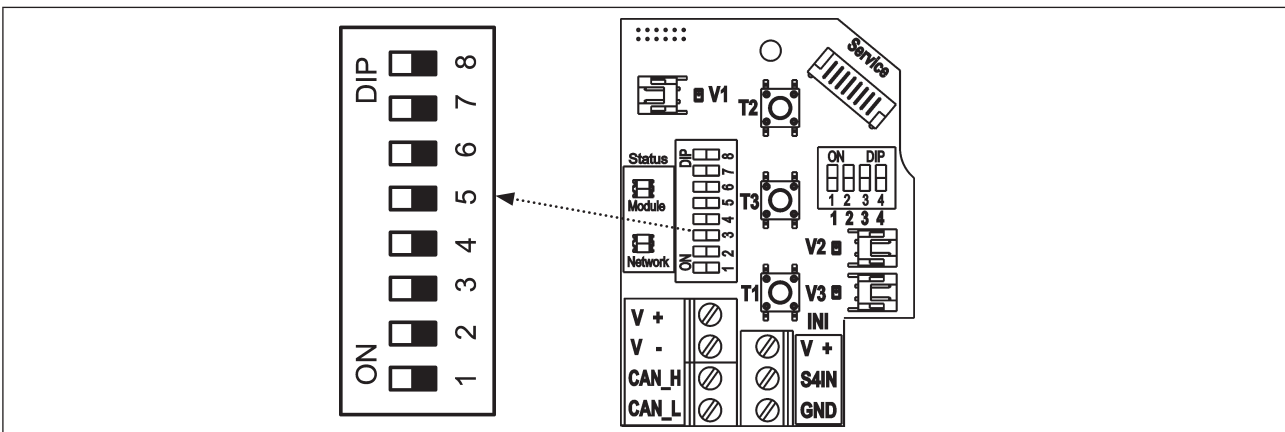 DIP
8
7
6
5
4
3
2
1
ON
Service
V1
T2
Status
DIP
8
7
6
5
4
3
2
1
ON
Module
Network
T3
ON DIP
1 2 3 4
1 2 3 4
V2
T1
V3
INI
V +
V -
CAN_H
CAN_L
V +
S4IN
GND